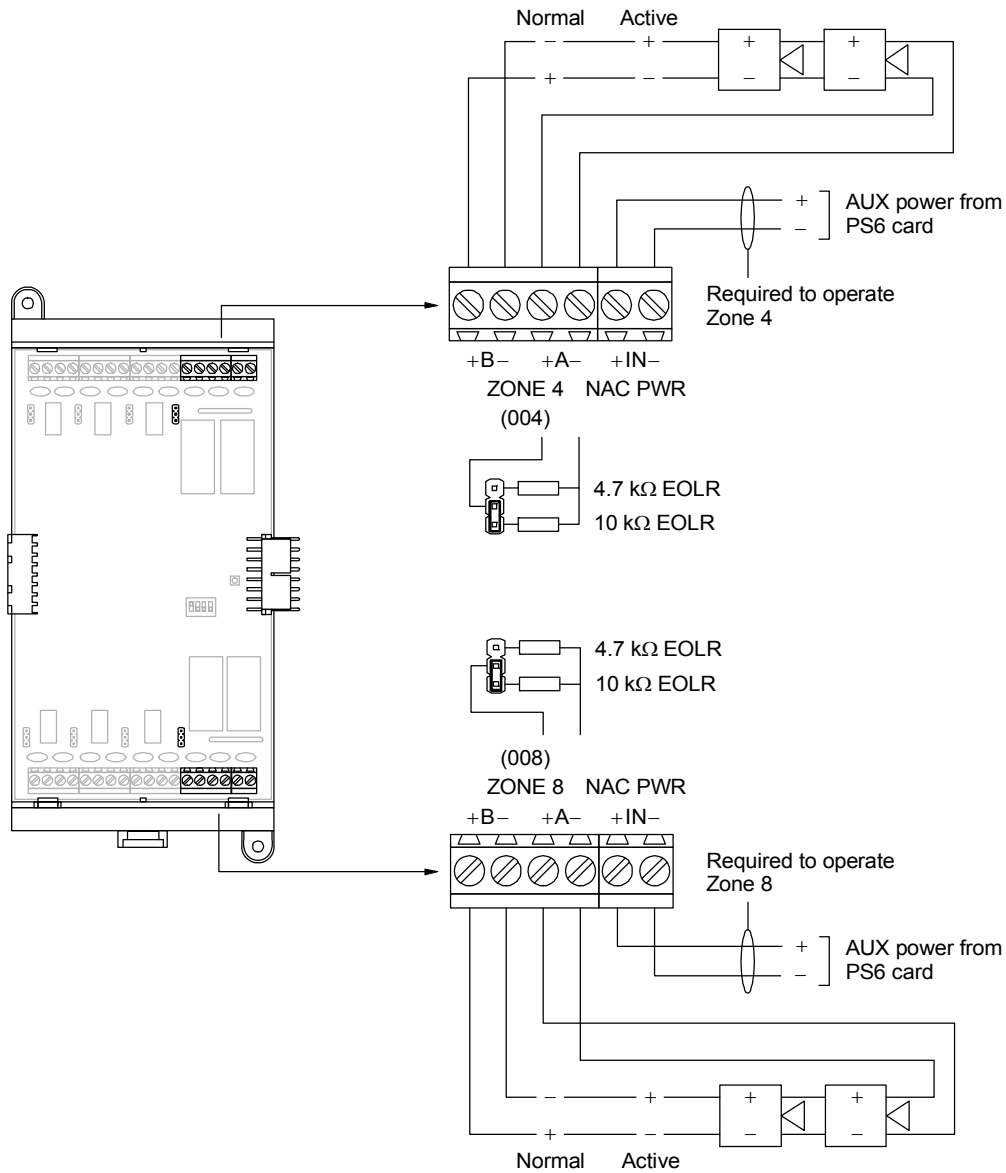 Normal Active
− +
+ −
+ +
− −
+
−
AUX power from
PS6 card
Required to operate
Zone 4
+B− +A− +IN−
ZONE 4 NAC PWR
(004)
4.7 kΩ EOLR
10 kΩ EOLR
4.7 kΩ EOLR
10 kΩ EOLR
(008)
ZONE 8 NAC PWR
+B− +A− +IN−
Required to operate
Zone 8
+
−
AUX power from
PS6 card
− +
+ −
+ +
− −
Normal Active